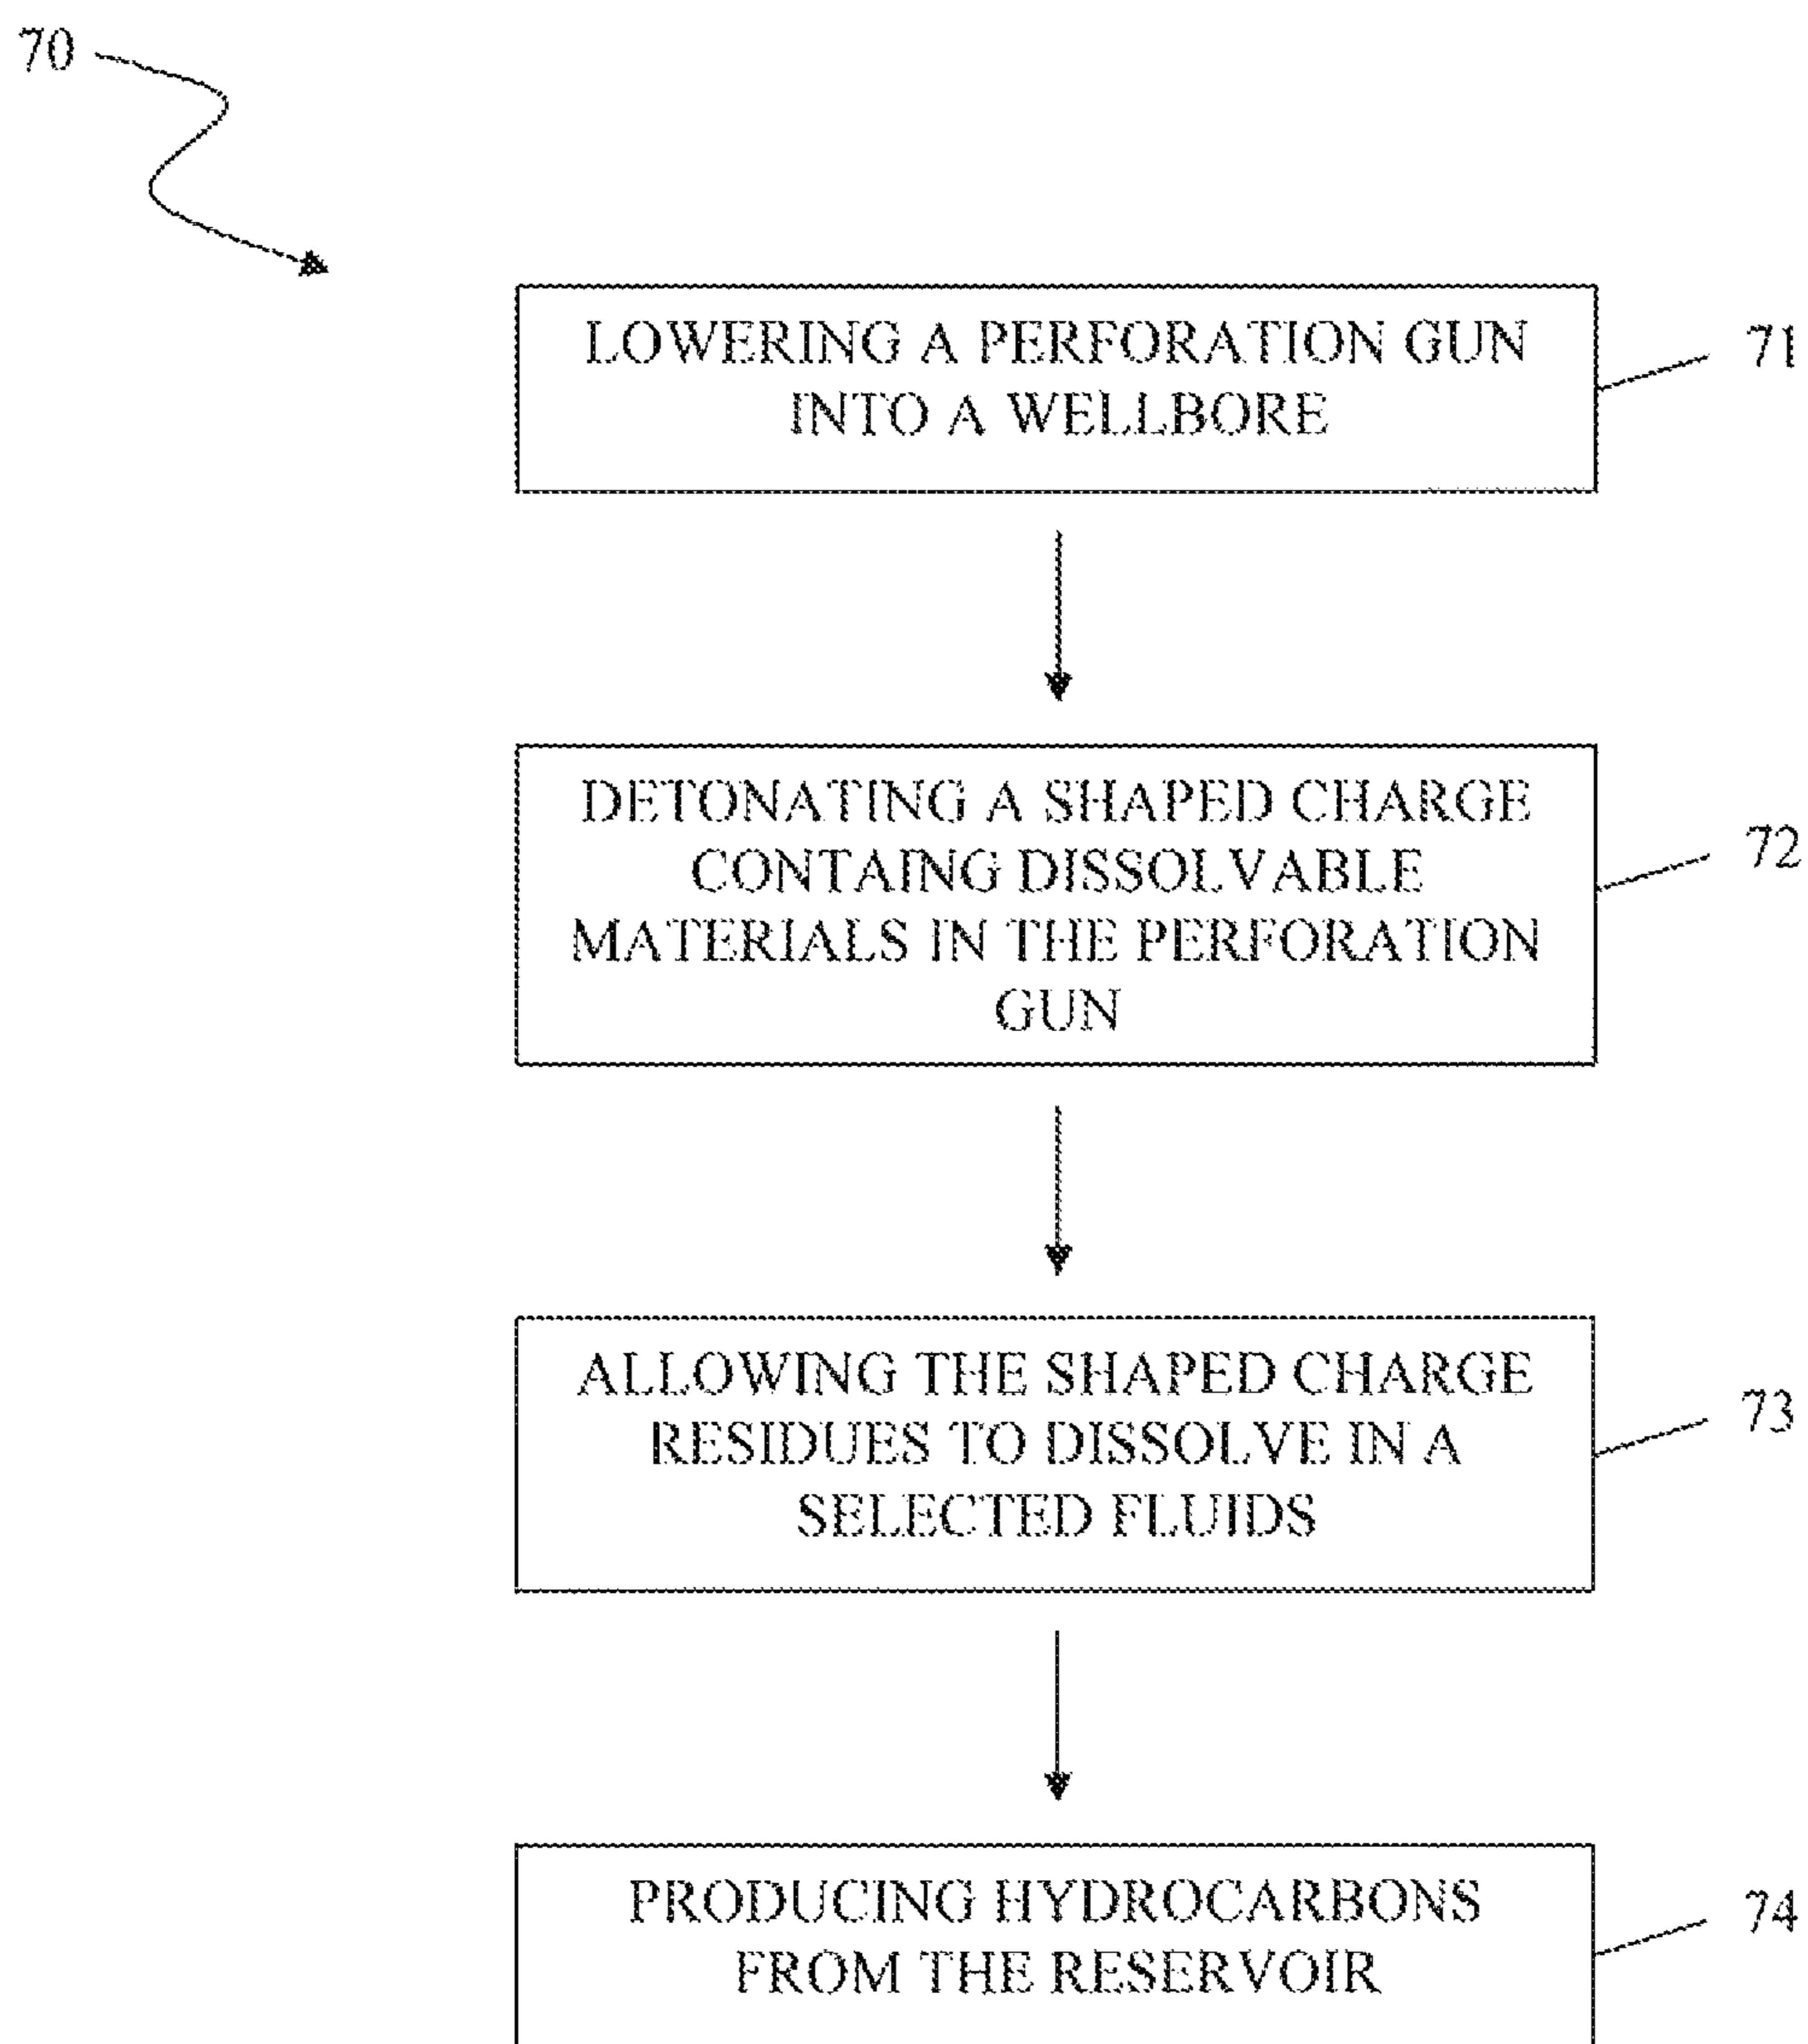 70
LOWERING A PERFORATION GUN
INTO A WELLBORE
71
DETONATING A SHAPED CHARGE
CONTAING DISSOLVABLE
MATERIALS IN THE PERFORATION
GUN
72
ALLOWING THE SHAPED CHARGE
RESIDUES TO DISSOLVE IN A
SELECTED FLUIDS
73
PRODUCING HYDROCARBONS
FROM THE RESERVOIR
74